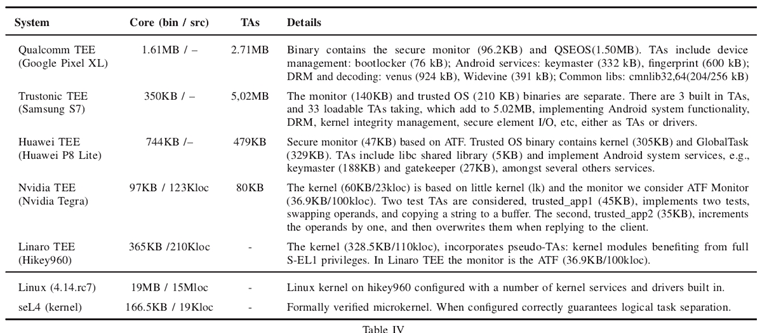 System Core (bin / src) TAs Details
Qualcomm TEE 1.61MB / – 2.71MB Binary contains the secure monitor (96.2KB) and QSEOS(1.50MB). TAs include device
(Google Pixel XL) management: bootlocker (76 kB); Android services: keymaster (332 kB), fingerprint (600 kB);
DRM and decoding: venus (924 kB), Widevine (391 kB); Common libs: cmnlib32,64(204/256 kB)
Trustonic TEE 350KB / – 5,02MB The monitor (140KB) and trusted OS (210 KB) binaries are separate. There are 3 built in TAs,
(Samsung S7) and 33 loadable TAs taking, which add to 5.02MB, implementing Android system functionality,
DRM, kernel integrity management, secure element I/O, etc, either as TAs or drivers.
Huawei TEE 744KB /– 479KB Secure monitor (47KB) based on ATF. Trusted OS binary contains kernel (305KB) and GlobalTask
(Huawei P8 Lite) (329KB). TAs include libc shared library (5KB) and implement Android system services, e.g.,
keymaster (188KB) and gatekeeper (27KB), amongst several others services.
Nvidia TEE 97KB / 123Kloc 80KB The kernel (60KB/23kloc) is based on little kernel (lk) and the monitor we consider ATF Monitor
(Nvidia Tegra) (36.9KB/100kloc). Two test TAs are considered, trusted_app1 (45KB), implements two tests,
swapping operands, and copying a string to a buffer. The second, trusted_app2 (35KB), increments
the operands by one, and then overwrites them when replying to the client.
Linaro TEE 365KB /210Kloc - The kernel (328.5KB/110kloc), incorporates pseudo-TAs: kernel modules benefiting from full
(Hikey960) S-EL1 privileges. In Linaro TEE the monitor is the ATF (36.9KB/100kloc).
Linux (4.14.rc7) 19MB / 15Mloc - Linux kernel on hikey960 configured with a number of kernel services and drivers built in.
seL4 (kernel) 166.5KB / 19Kloc - Formally verified microkernel. When configured correctly guarantees logical task separation.
Table IV